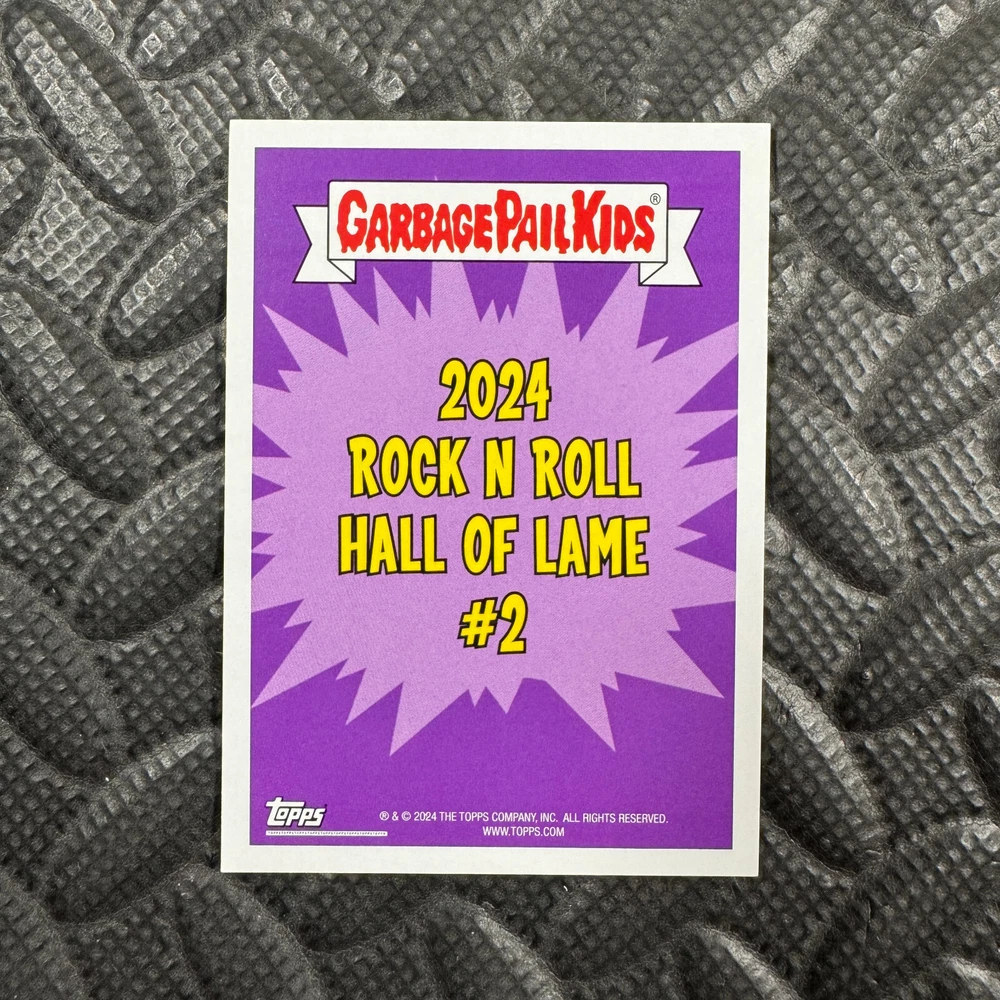 GARBAGE PAIL KIDS®
2024
ROCK N ROLL
HALL OF LAME
#2
topps
® & © 2024 THE TOPPS COMPANY, INC. ALL RIGHTS RESERVED.
WWW.TOPPS.COM